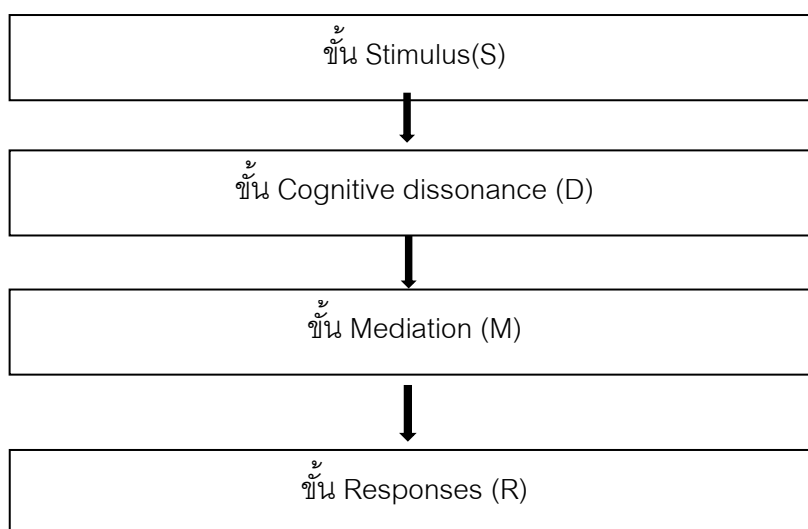 ขั้น Stimulus(S)
ขั้น Cognitive dissonance (D)
ขั้น Mediation (M)
ขั้น Responses (R)